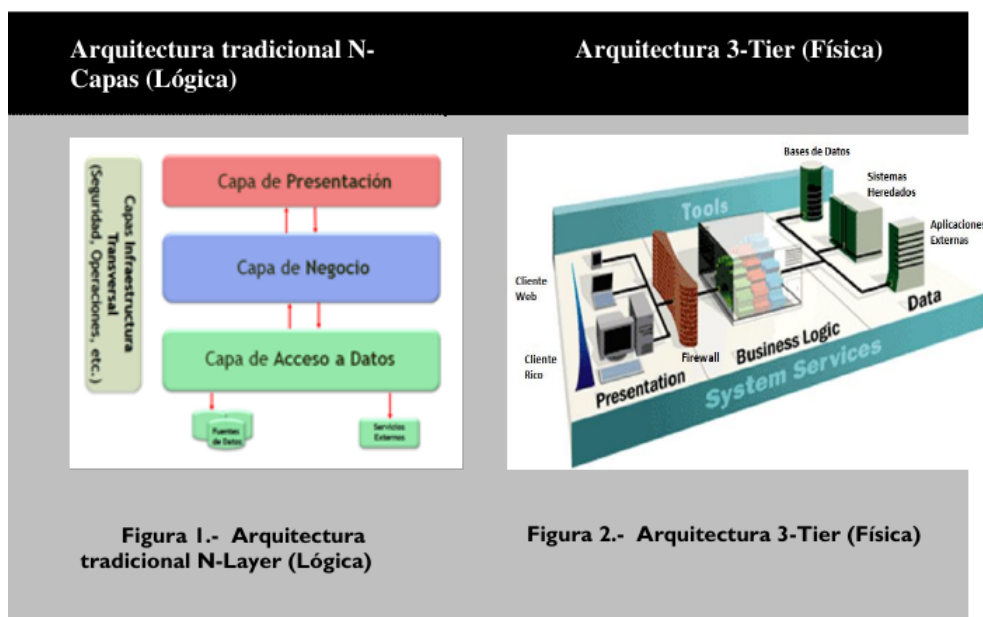 Arquitectura tradicional N-
Capas (Lógica)
Arquitectura 3-Tier (Física)
Capas Infraestructura
Transversal
(Seguridad, Operaciones, etc.)
Capa de Presentación
Capa de Negocio
Capa de Acceso a Datos
Fuentes
de Datos
Servicios
Externos
Bases de Datos
Sistemas
Heredados
Aplicaciones
Externas
Tools
Cliente
Web
Cliente
Rico
Firewall
Presentation
Business Logic
Data
System Services
Figura 1.- Arquitectura
tradicional N-Layer (Lógica)
Figura 2.- Arquitectura 3-Tier (Física)